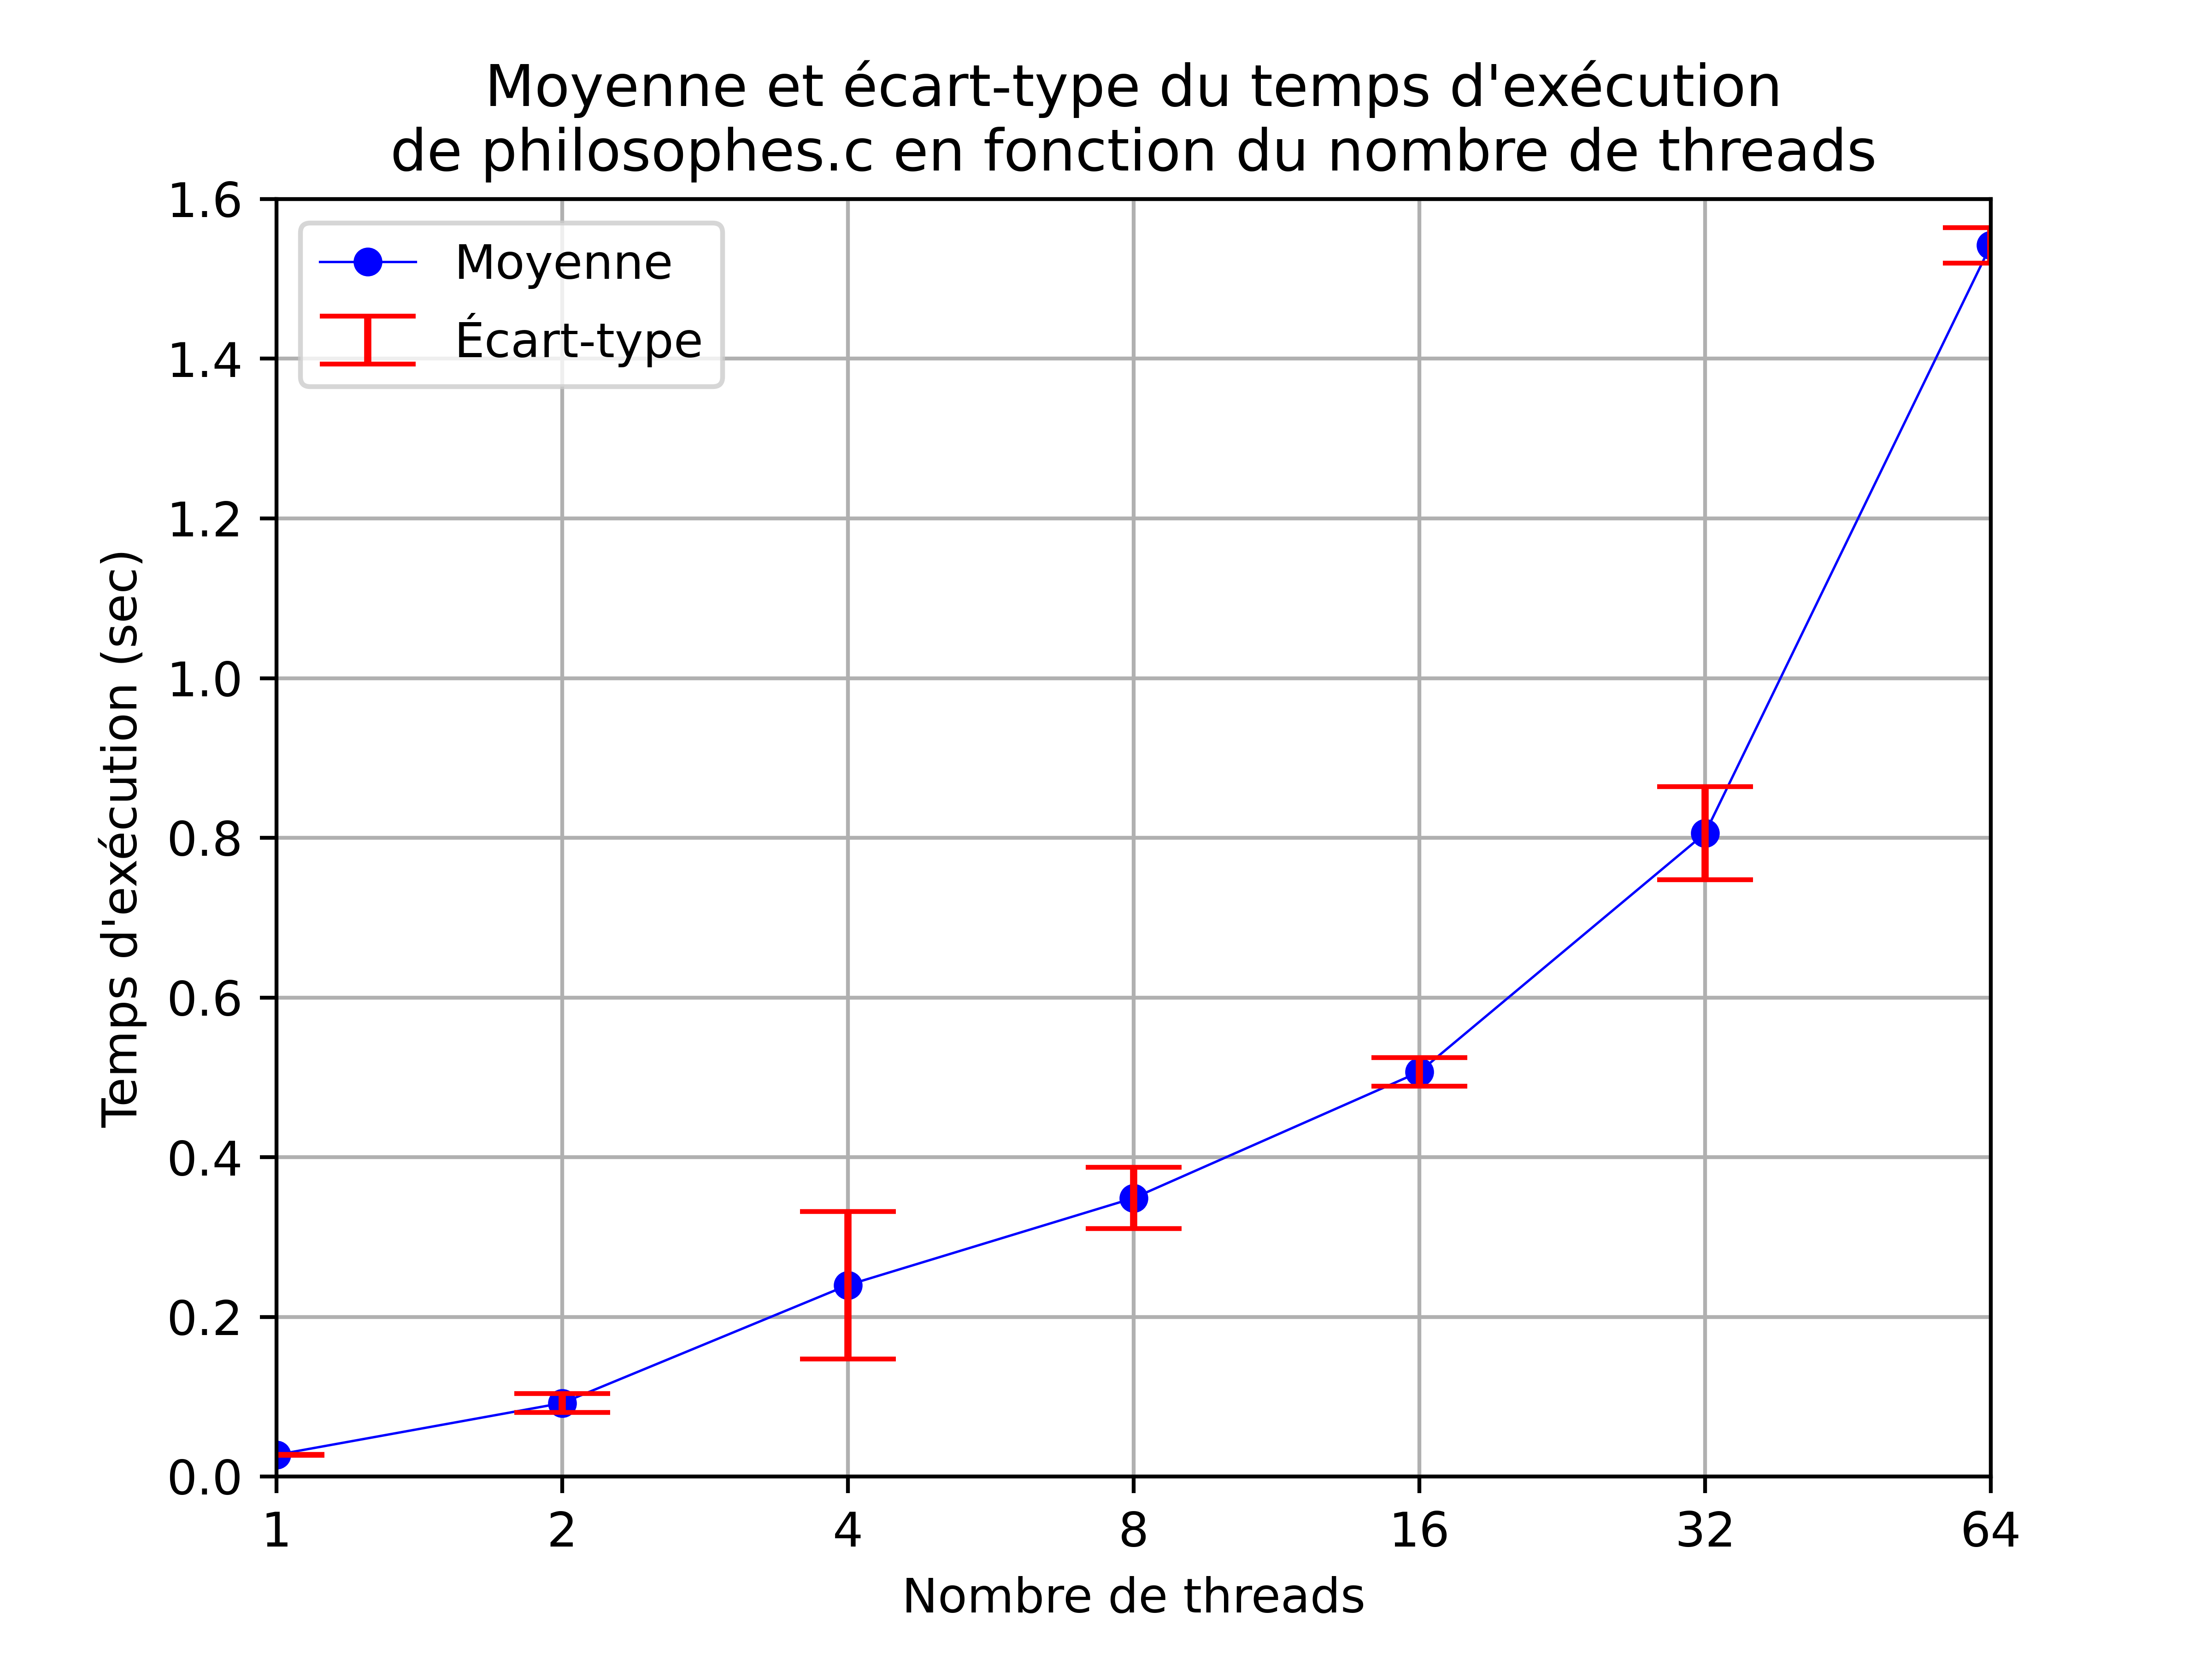 Moyenne et écart-type du temps d'exécution
de philosophes.c en fonction du nombre de threads
Moyenne
Écart-type
Temps d'exécution (sec)
1.6
1.4
1.2
1.0
0.8
0.6
0.4
0.2
0.0
1 2 4 8 16 32 64
Nombre de threads